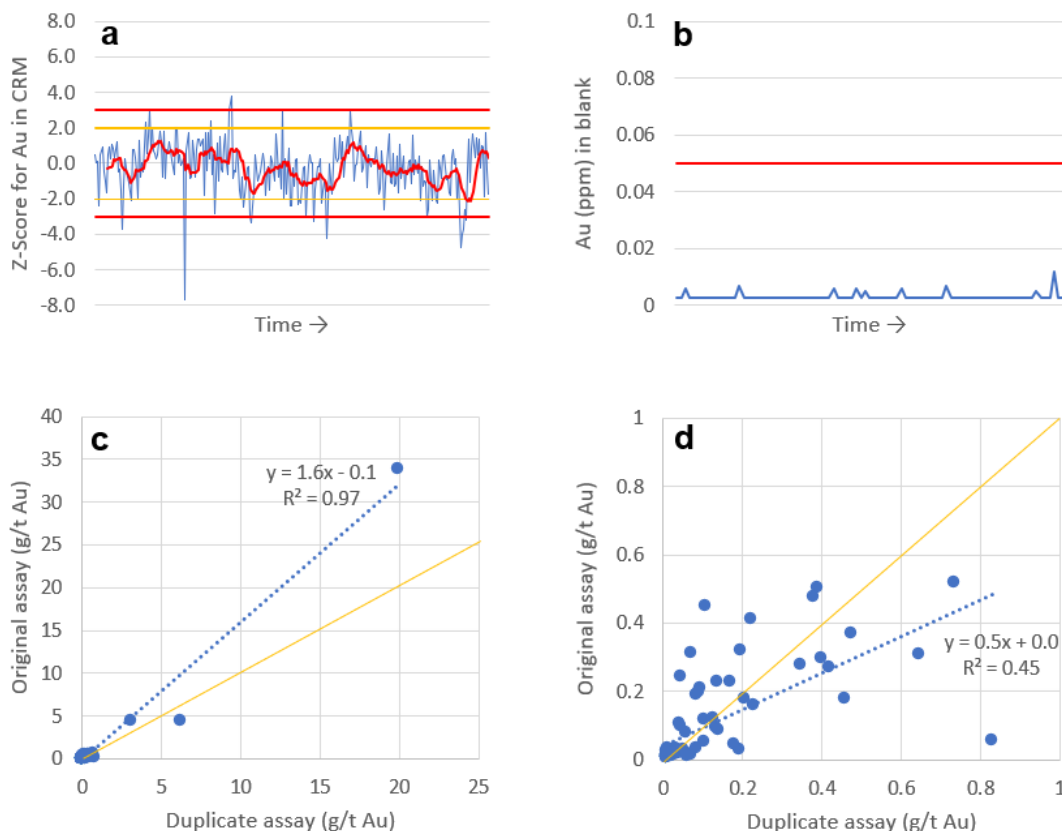 a
Z-Score for Au in CRM
8.0
6.0
4.0
2.0
0.0
-2.0
-4.0
-6.0
-8.0
Time →
b
Au (ppm) in blank
0.1
0.08
0.06
0.04
0.02
0
Time →
c
Original assay (g/t Au)
40
35
30
25
20
15
10
5
0
y = 1.6x - 0.1
R² = 0.97
0 5 10 15 20 25
Duplicate assay (g/t Au)
d
Original assay (g/t Au)
1
0.8
0.6
0.4
0.2
0
y = 0.5x + 0.0
R² = 0.45
0 0.2 0.4 0.6 0.8 1
Duplicate assay (g/t Au)